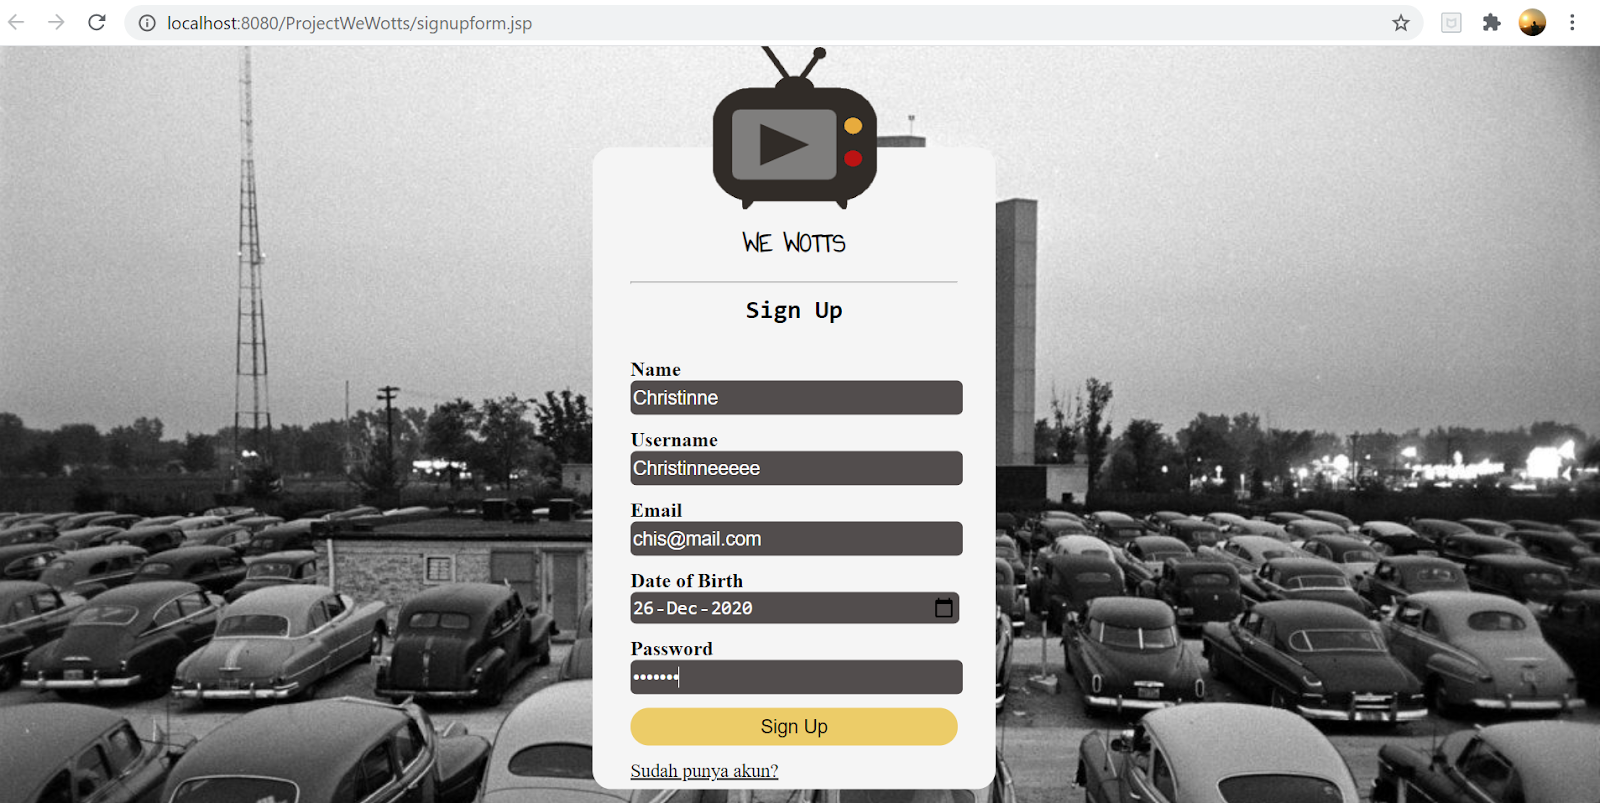 localhost:8080/ProjectWeWotts/signupform.jsp
WE WOTTS
Sign Up
Name
Christinne
Username
Christinneeeee
Email
chis@mail.com
Date of Birth
26-Dec-2020
Password
•••••••
Sign Up
Sudah punya akun?